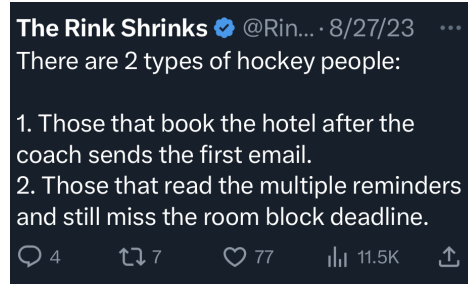 The Rink Shrinks @Rin... · 8/27/23 ...
There are 2 types of hockey people:
1. Those that book the hotel after the
coach sends the first email.
2. Those that read the multiple reminders
and still miss the room block deadline.
4 7 77 11.5K